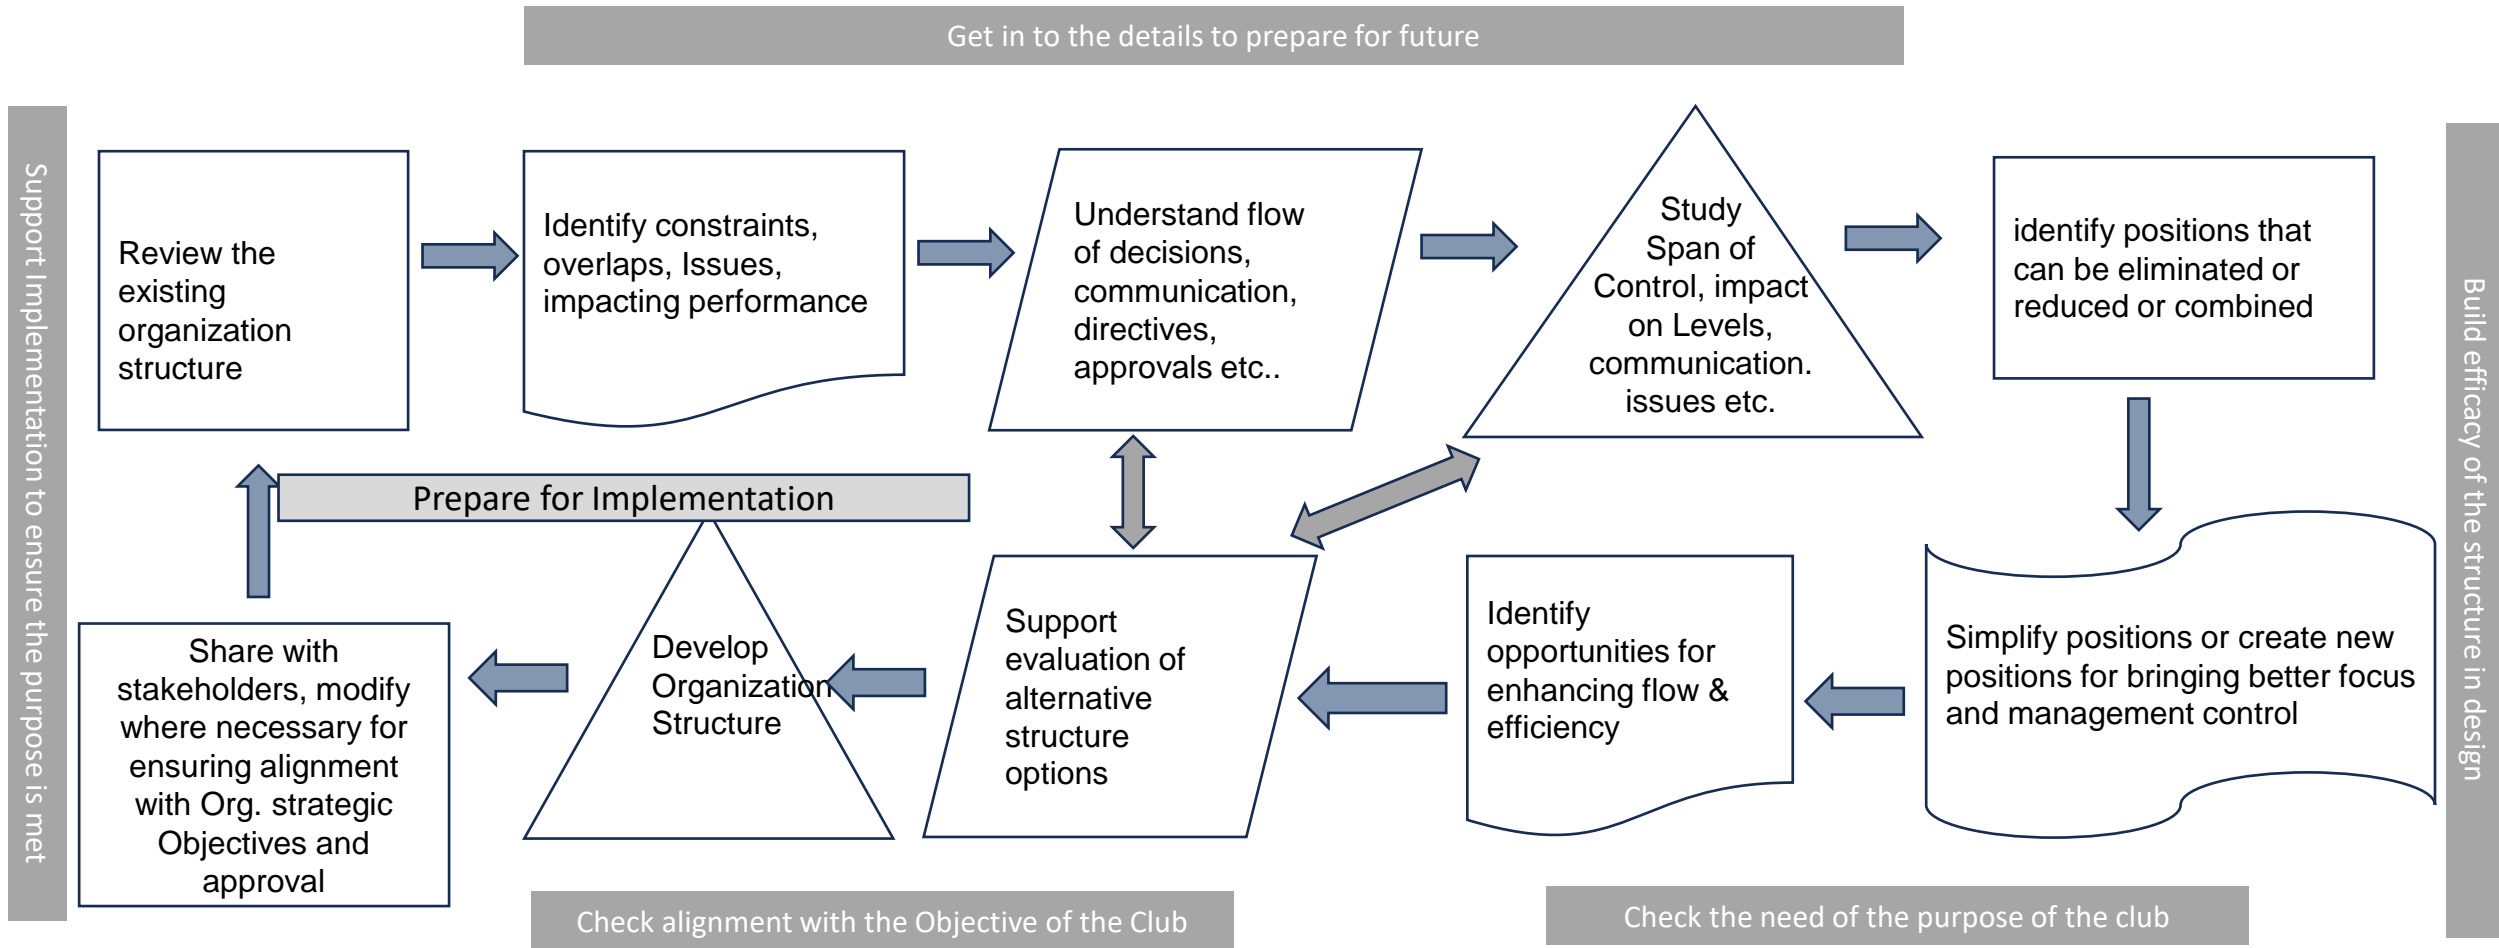 Get in to the details to prepare for future
Support Implementation to ensure the purpose is met
Review the
existing
organization
structure
Identify constraints,
overlaps, Issues,
impacting performance
Understand flow
of decisions,
communication,
directives,
approvals etc..
Study
Span of
Control, impact
on Levels,
communication.
issues etc.
identify positions that
can be eliminated or
reduced or combined
Build efficacy of the structure in design
Prepare for Implementation
Share with
stakeholders, modify
where necessary for
ensuring alignment
with Org. strategic
Objectives and
approval
Develop
Organization
Structure
Support
evaluation of
alternative
structure
options
Identify
opportunities for
enhancing flow &
efficiency
Simplify positions or create new
positions for bringing better focus
and management control
Check alignment with the Objective of the Club
Check the need of the purpose of the club